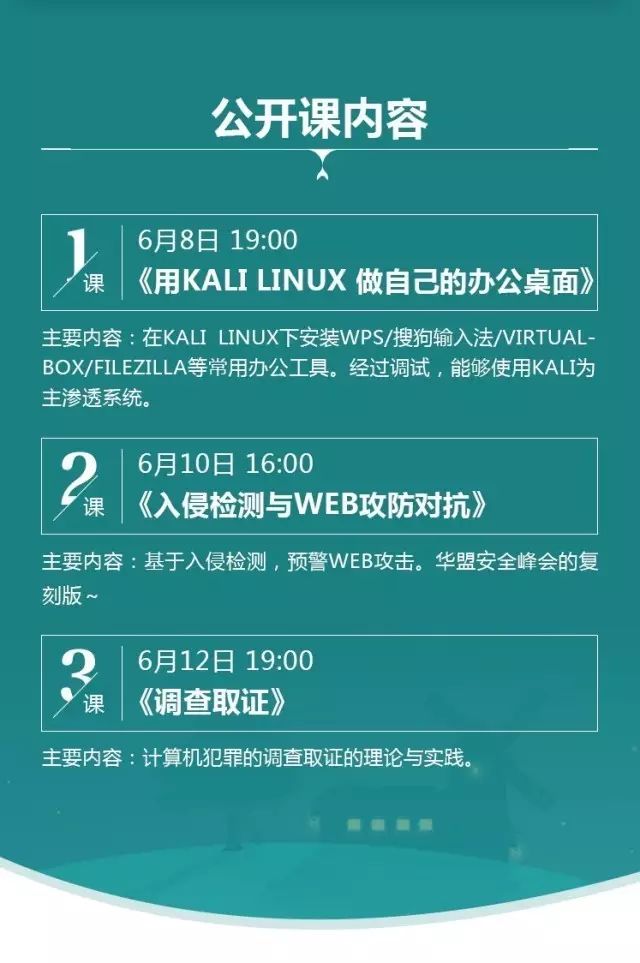 公开课内容
1课
6月8日 19:00
《用KALI LINUX 做自己的办公桌面》
主要内容：在KALI LINUX下安装WPS/搜狗输入法/VIRTUAL-
BOX/FILEZILLA等常用办公工具。经过调试，能够使用KALI为
主渗透系统。
2课
6月10日 16:00
《入侵检测与WEB攻防对抗》
主要内容：基于入侵检测，预警WEB攻击。华盟安全峰会的复
刻版～
3课
6月12日 19:00
《调查取证》
主要内容：计算机犯罪的调查取证的理论与实践。